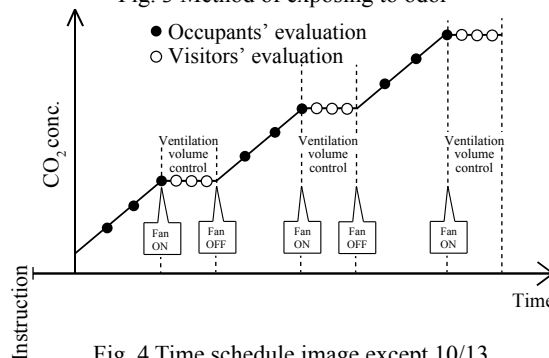 Fig. 3 Method of exposing to odor
Occupants' evaluation
Visitors' evaluation
CO2 conc.
Ventilation
volume
control
Ventilation
volume
control
Ventilation
volume
control
Fan
ON
Fan
OFF
Fan
ON
Fan
OFF
Fan
ON
Instruction
Time
Fig. 4 Time schedule image except 10/13